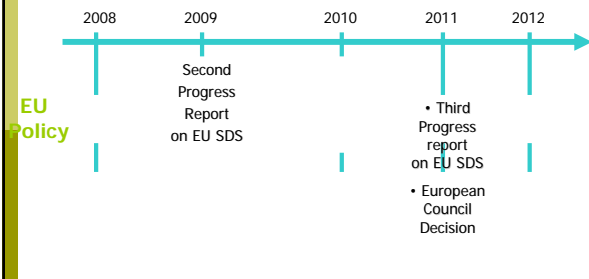 2008 2009 2010 2011 2012
Second
Progress
Report
on EU SDS
EU
Policy
• Third
Progress
report
on EU SDS
• European
Council
Decision